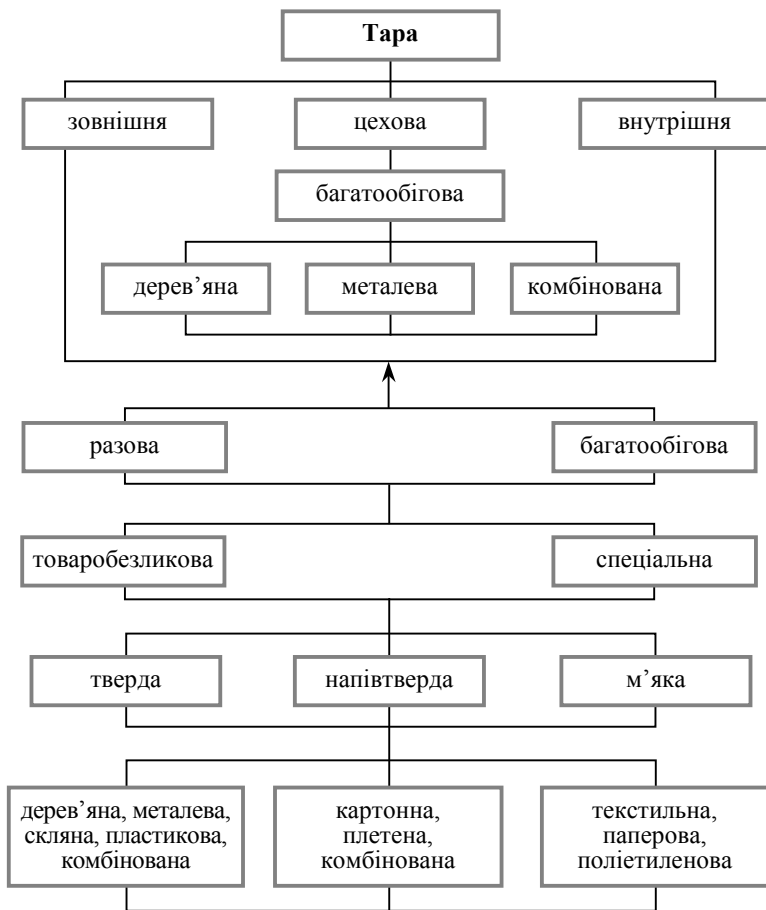 Тара
зовнішня
цехова
внутрішня
багатообігова
дерев’яна
металева
комбінована
разова
багатообігова
товаробезликова
спеціальна
тверда
напівтверда
м’яка
дерев’яна, металева,
скляна, пластикова,
комбінована
картонна,
плетена,
комбінована
текстильна,
паперова,
поліетиленова